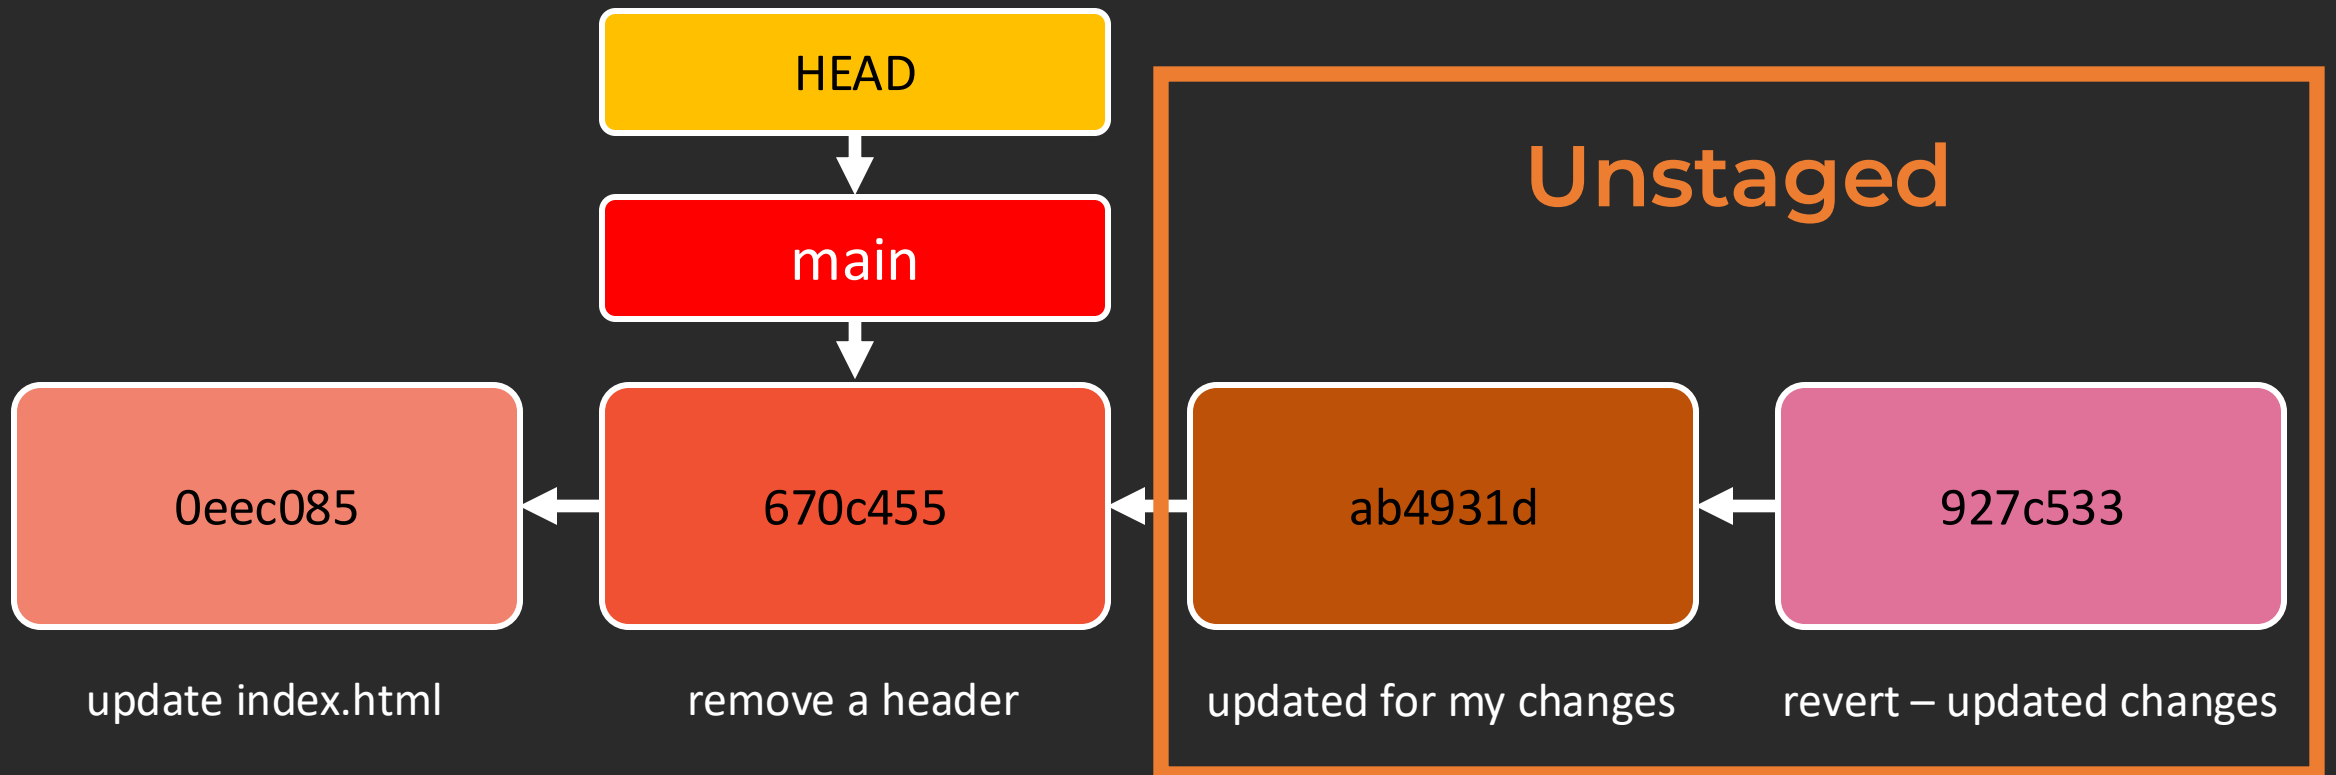 HEAD
Unstaged
main
0eec085
670c455
ab4931d
927c533
update index.html
remove a header
updated for my changes
revert – updated changes